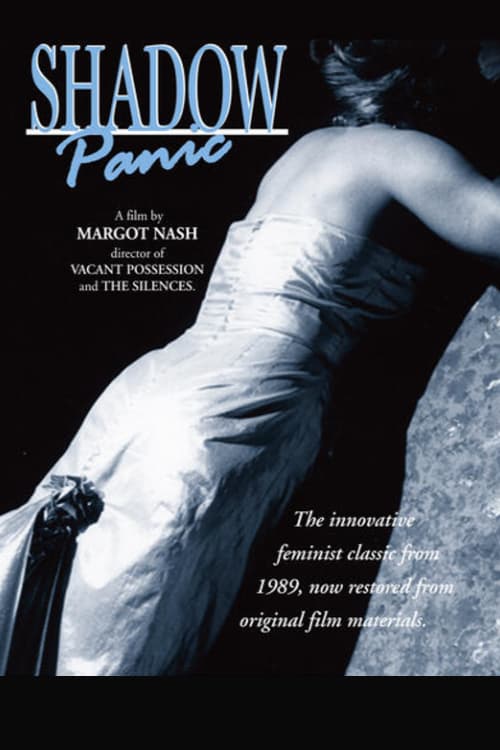 SHADOW
Panic
A film by
MARGOT NASH
director of
VACANT POSSESSION
and THE SILENCES.
The innovative
feminist classic from
1989, now restored from
original film materials.